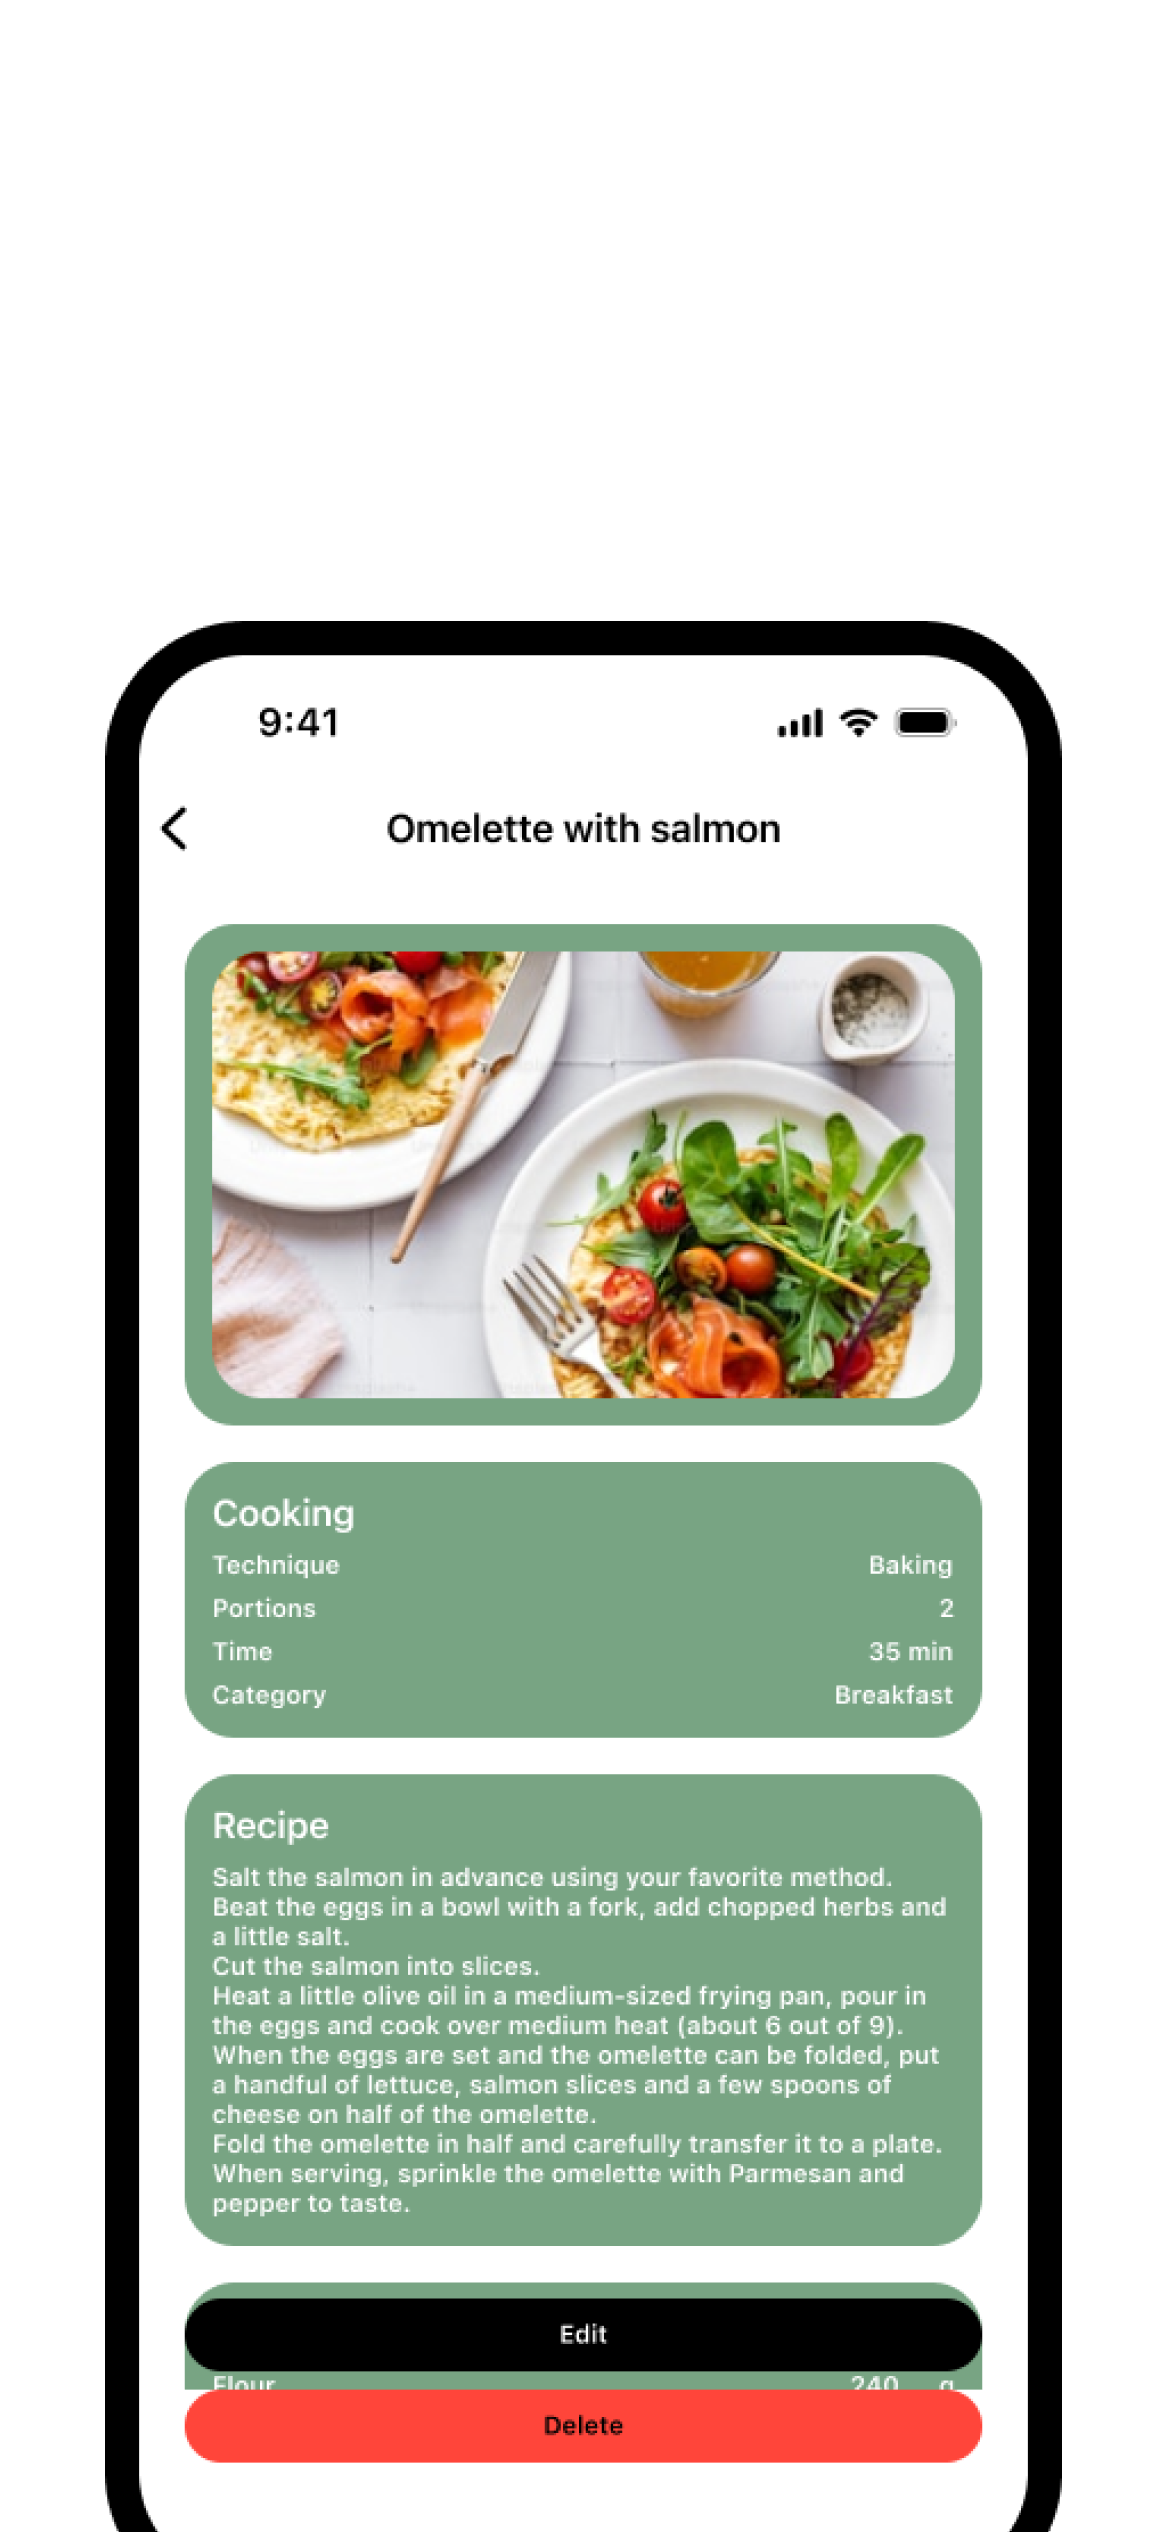 9:41
Omelette with salmon
Cooking
Technique Baking
Portions 2
Time 35 min
Category Breakfast
Recipe
Salt the salmon in advance using your favorite method.
Beat the eggs in a bowl with a fork, add chopped herbs and
a little salt.
Cut the salmon into slices.
Heat a little olive oil in a medium-sized frying pan, pour in
the eggs and cook over medium heat (about 6 out of 9).
When the eggs are set and the omelette can be folded, put
a handful of lettuce, salmon slices and a few spoons of
cheese on half of the omelette.
Fold the omelette in half and carefully transfer it to a plate.
When serving, sprinkle the omelette with Parmesan and
pepper to taste.
Edit
Flour 240 g
Delete